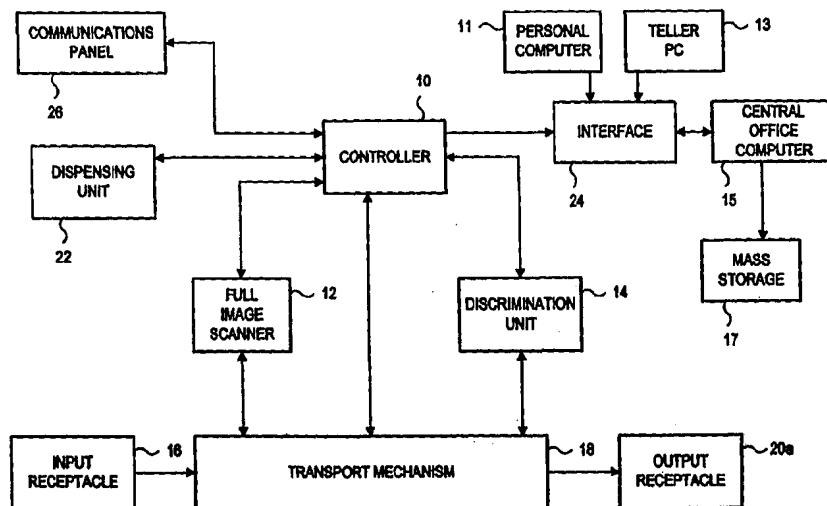 COMMUNICATIONS
PANEL
26
11
PERSONAL
COMPUTER
TELLER
PC
13
10
CONTROLLER
INTERFACE
24
CENTRAL
OFFICE
COMPUTER
15
DISPENSING
UNIT
22
MASS
STORAGE
17
FULL
IMAGE
SCANNER
12
DISCRIMINATION
UNIT
14
INPUT
RECEPTACLE
16
TRANSPORT MECHANISM
18
OUTPUT
RECEPTACLE
20a